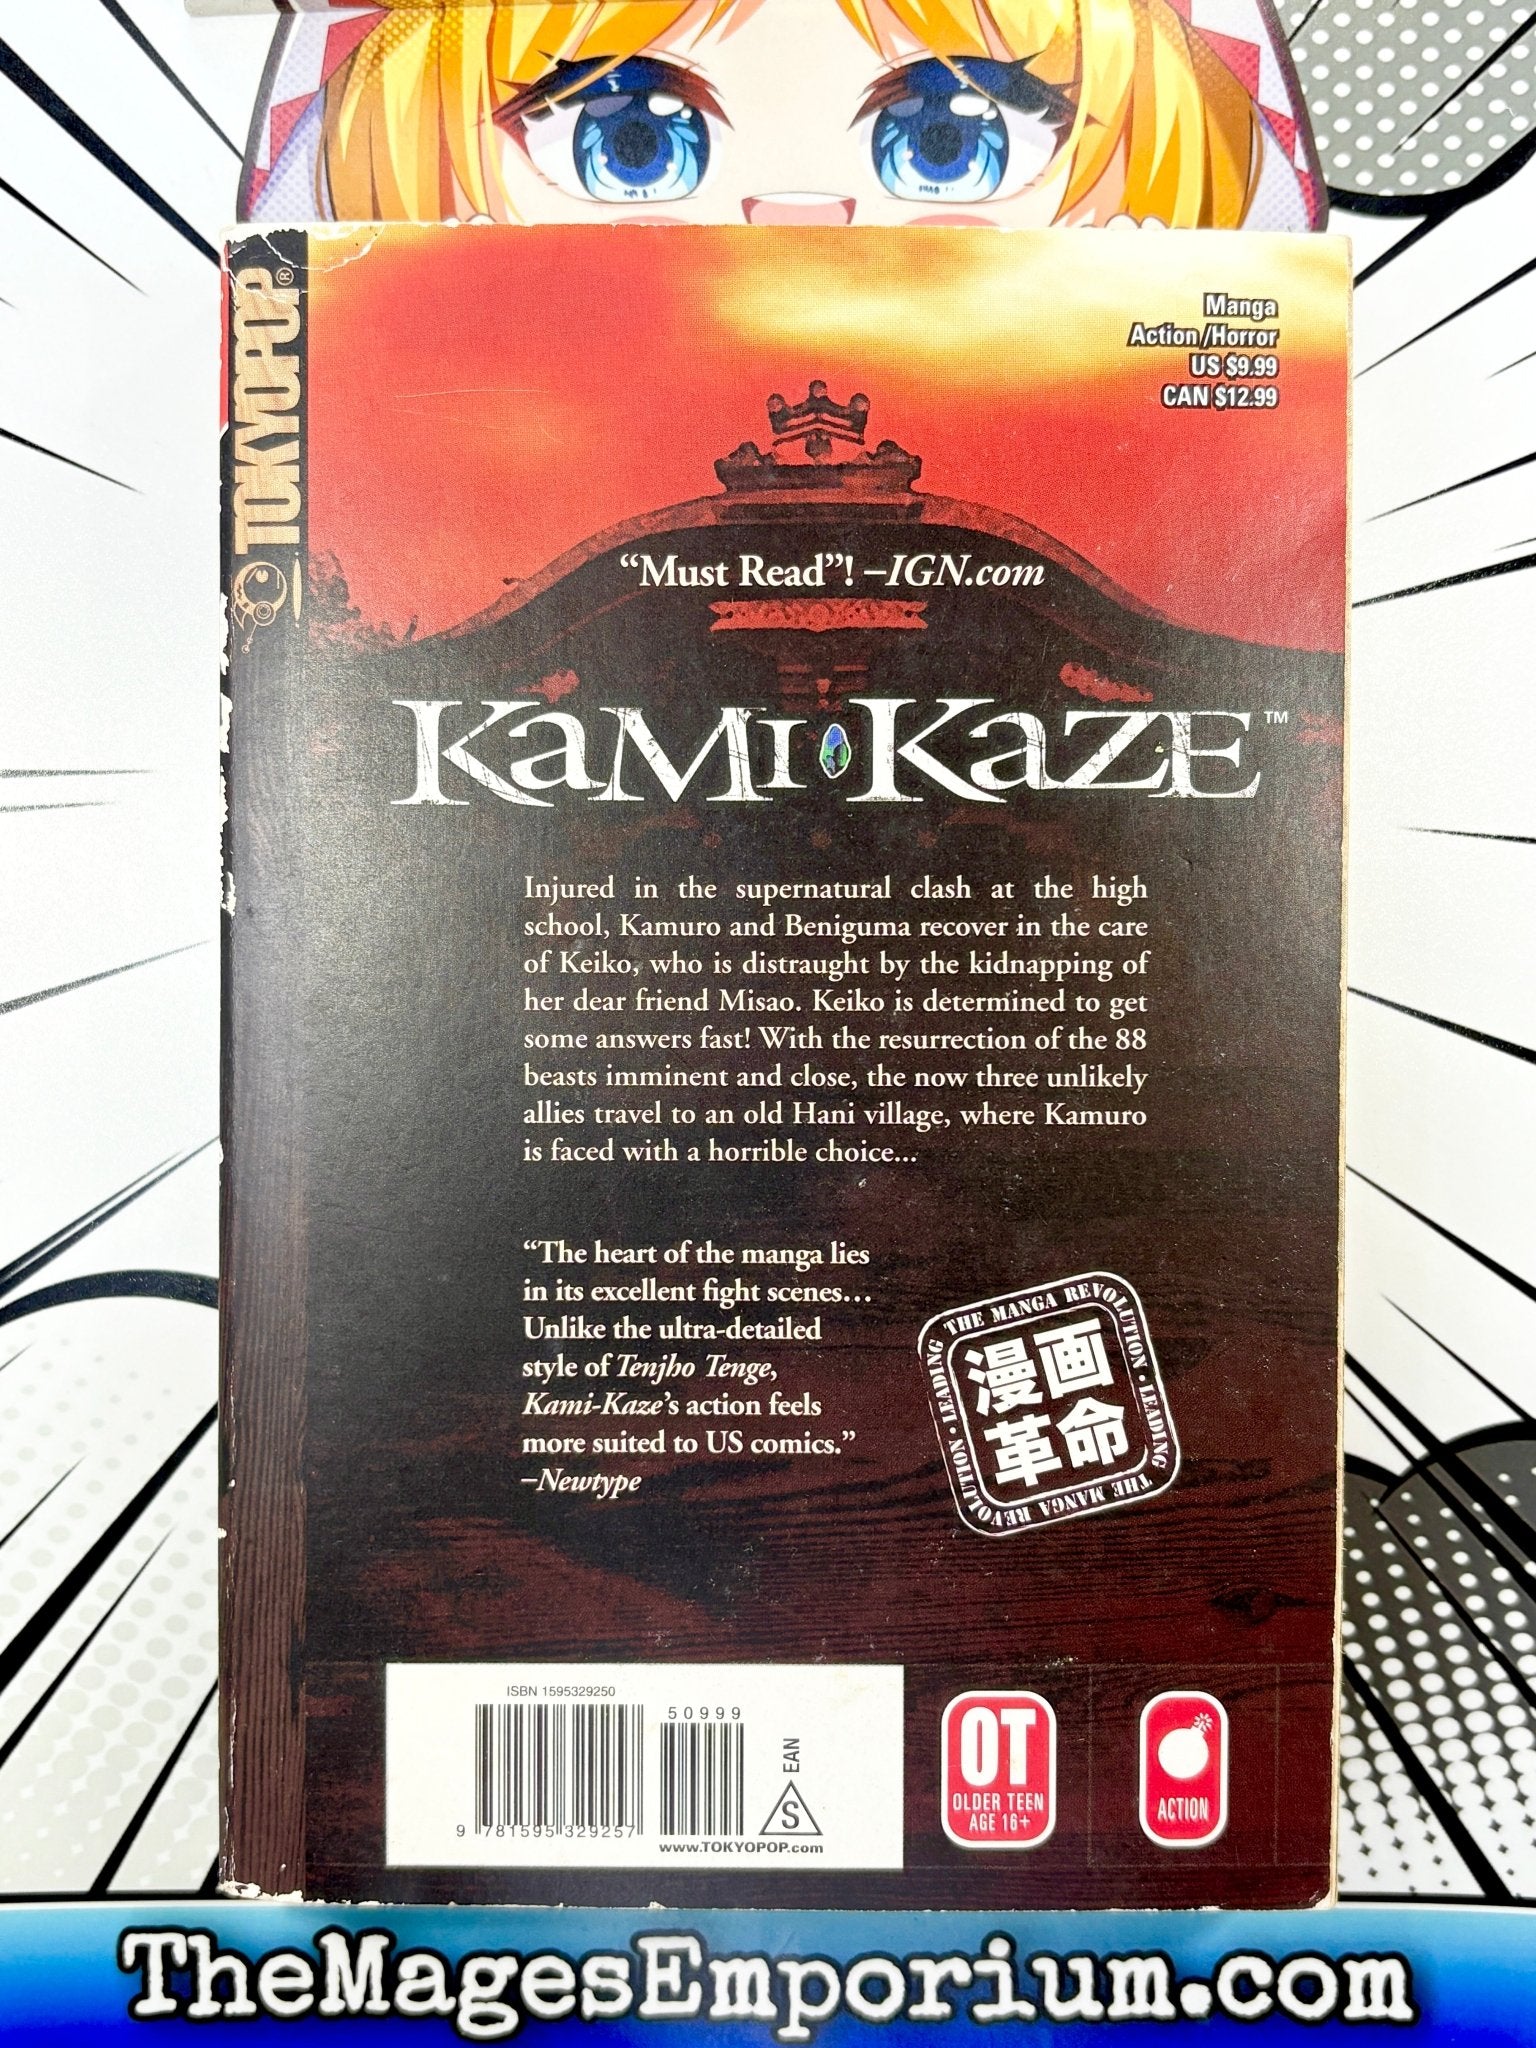 TOKYOPOP®
Manga
Action/Horror
US $9.99
CAN $12.99
“Must Read”! –IGN.com
KAMI•KAZE™
Injured in the supernatural clash at the high
school, Kamuro and Beniguma recover in the care
of Keiko, who is distraught by the kidnapping of
her dear friend Misao. Keiko is determined to get
some answers fast! With the resurrection of the 88
beasts imminent and close, the now three unlikely
allies travel to an old Hani village, where Kamuro
is faced with a horrible choice...
“The heart of the manga lies
in its excellent fight scenes…
Unlike the ultra-detailed
style of Tenjho Tenge,
Kami-Kaze’s action feels
more suited to US comics.”
–Newtype
LEADING · THE MANGA REVOLUTION · LEADING · THE MANGA REVOLUTION ·
漫画
革命
ISBN 1595329250
50999
EAN
S
9 781595 329257
www.TOKYOPOP.com
OT
OLDER TEEN
AGE 16+
ACTION
TheMagesEmporium.com